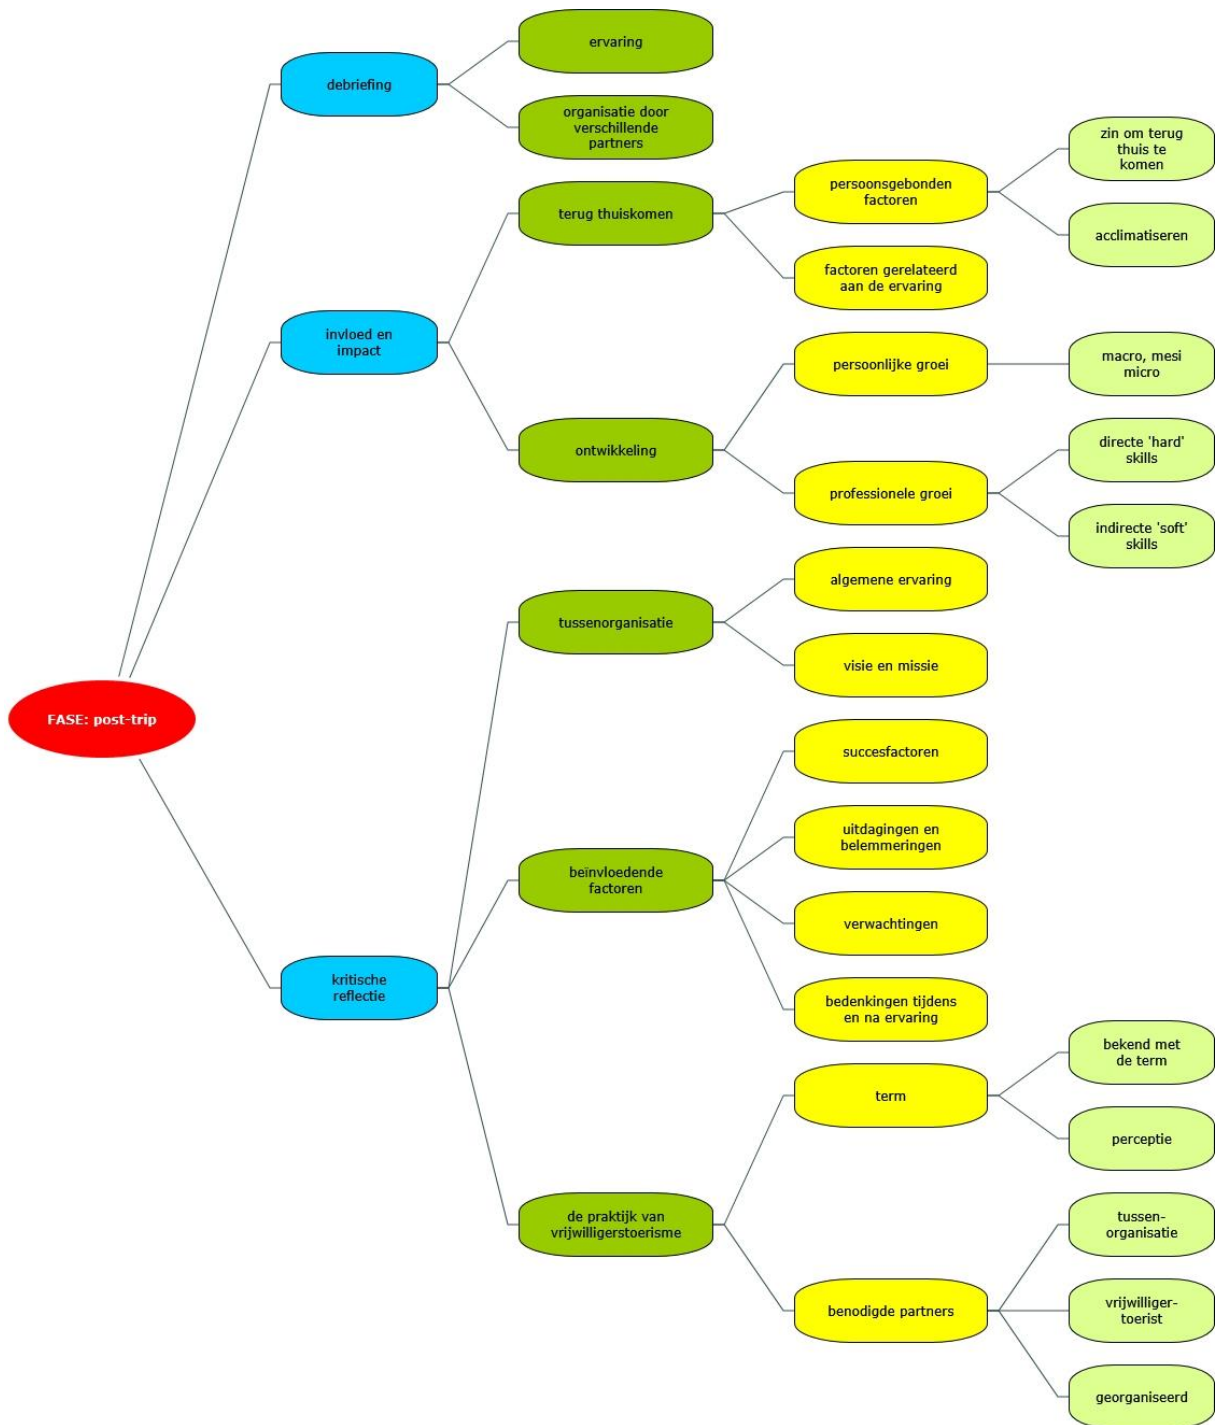 ervaring
debriefing
organisatie door
verschillende
partners
zin om terug
thuis te
komen
persoonsgebonden
factoren
terug thuiskomen
acclimatiseren
factoren gerelateerd
aan de ervaring
invloed en
impact
persoonlijke groei
macro, mesi
micro
ontwikkeling
directe 'hard'
skills
professionele groei
indirecte 'soft'
skills
algemene ervaring
tussenorganisatie
visie en missie
FASE: post-trip
succesfactoren
uitdagingen en
belemmeringen
beïnvloedende
factoren
verwachtingen
kritische
reflectie
bedenkingen tijdens
en na ervaring
bekend met
de term
term
perceptie
de praktijk van
vrijwilligerstoerisme
tussen-
organisatie
benodigde partners
vrijwilliger-
toerist
georganiseerd